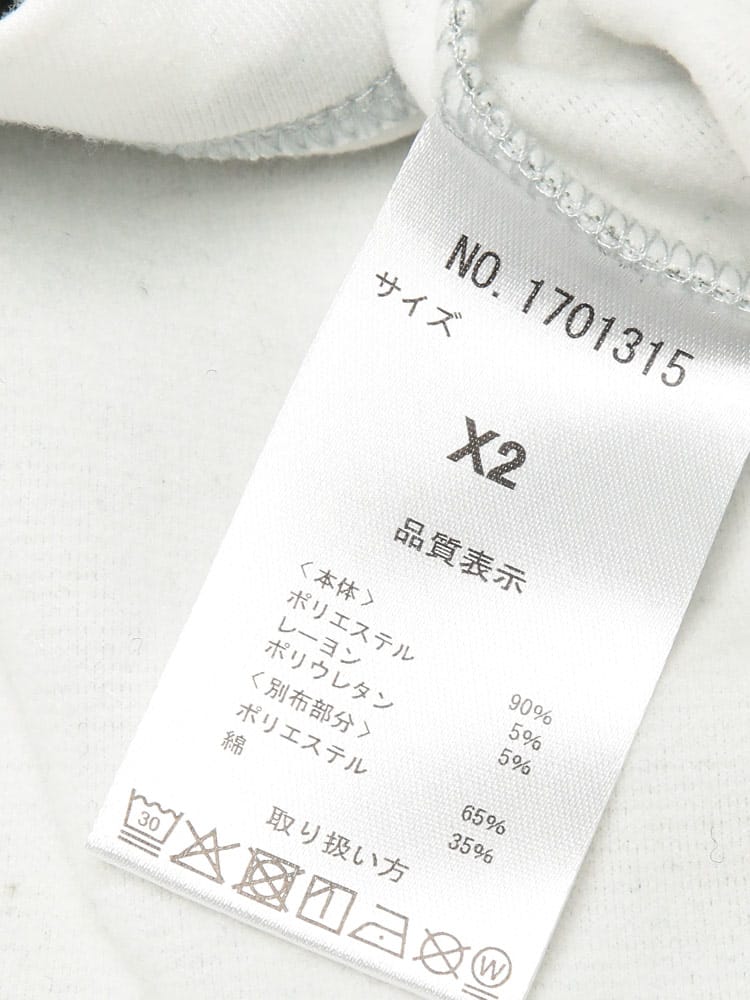 NO. 1701315
サイズ
X2
品質表示
〈本体〉
ポリエステル 90%
レーヨン 5%
ポリウレタン 5%
〈別布部分〉
ポリエステル 65%
綿 35%
取り扱い方
30
W